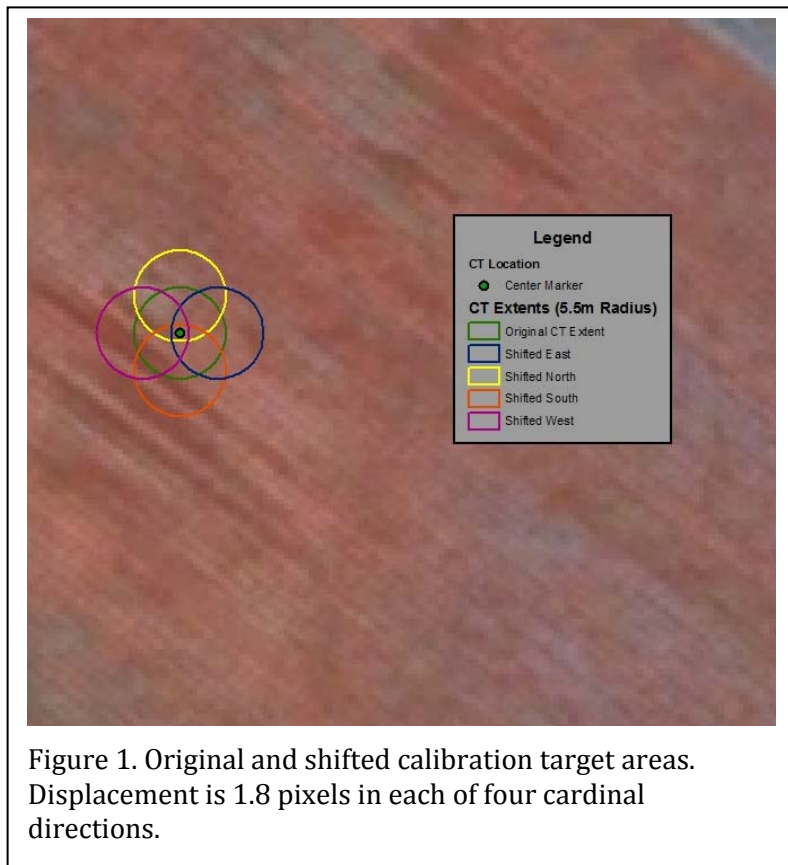 Legend
CT Location
Center Marker
CT Extents (5.5m Radius)
Original CT Extent
Shifted East
Shifted North
Shifted South
Shifted West
Figure 1. Original and shifted calibration target areas.
Displacement is 1.8 pixels in each of four cardinal
directions.